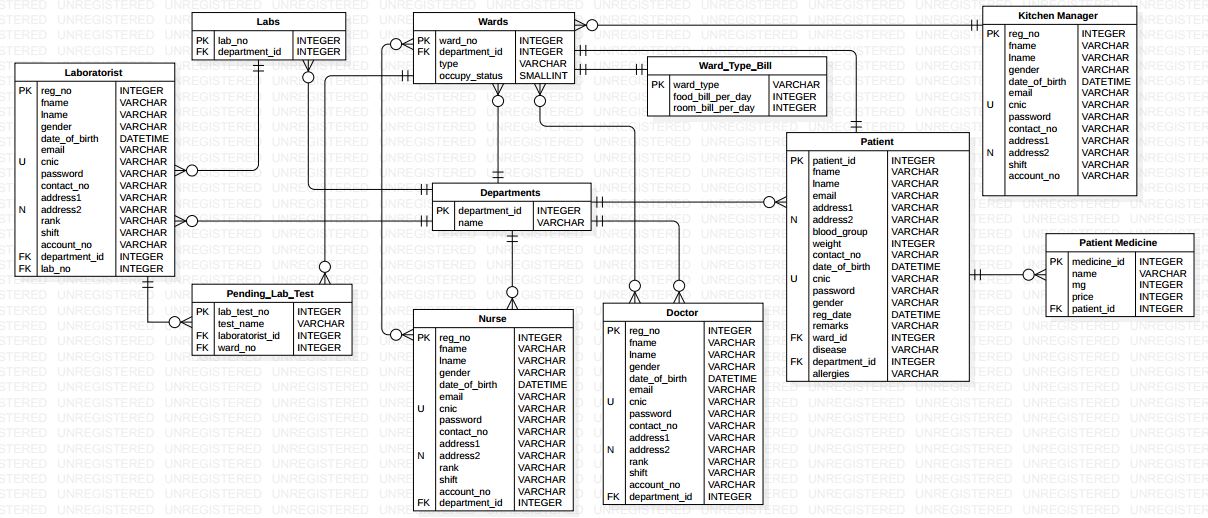 Labs
PK lab_no INTEGER
FK department_id INTEGER
Wards
PK ward_no INTEGER
FK department_id INTEGER
type VARCHAR
occupy_status SMALLINT
Kitchen Manager
PK reg_no INTEGER
fname VARCHAR
lname VARCHAR
gender VARCHAR
date_of_birth DATETIME
email VARCHAR
U cnic VARCHAR
password VARCHAR
contact_no VARCHAR
address1 VARCHAR
N address2 VARCHAR
shift VARCHAR
account_no VARCHAR
Laboratorist
PK reg_no INTEGER
fname VARCHAR
lname VARCHAR
gender VARCHAR
date_of_birth DATETIME
email VARCHAR
U cnic VARCHAR
password VARCHAR
contact_no VARCHAR
address1 VARCHAR
N address2 VARCHAR
rank VARCHAR
shift VARCHAR
account_no VARCHAR
FK department_id INTEGER
FK lab_no INTEGER
Ward_Type_Bill
PK ward_type VARCHAR
food_bill_per_day INTEGER
room_bill_per_day INTEGER
Patient
PK patient_id INTEGER
fname VARCHAR
lname VARCHAR
email VARCHAR
address1 VARCHAR
N address2 VARCHAR
blood_group VARCHAR
weight INTEGER
contact_no VARCHAR
date_of_birth DATETIME
U cnic VARCHAR
password VARCHAR
gender VARCHAR
reg_date DATETIME
remarks VARCHAR
FK ward_id INTEGER
disease VARCHAR
FK department_id INTEGER
allergies VARCHAR
Departments
PK department_id INTEGER
name VARCHAR
Patient Medicine
PK medicine_id INTEGER
name VARCHAR
mg INTEGER
price INTEGER
FK patient_id INTEGER
Pending_Lab_Test
PK lab_test_no INTEGER
test_name VARCHAR
FK laboratorist_id INTEGER
FK ward_no INTEGER
Nurse
PK reg_no INTEGER
fname VARCHAR
lname VARCHAR
gender VARCHAR
date_of_birth DATETIME
email VARCHAR
U cnic VARCHAR
password VARCHAR
contact_no VARCHAR
address1 VARCHAR
N address2 VARCHAR
rank VARCHAR
shift VARCHAR
account_no VARCHAR
FK department_id INTEGER
Doctor
PK reg_no INTEGER
fname VARCHAR
lname VARCHAR
gender VARCHAR
date_of_birth DATETIME
email VARCHAR
U cnic VARCHAR
password VARCHAR
contact_no VARCHAR
address1 VARCHAR
N address2 VARCHAR
rank VARCHAR
shift VARCHAR
account_no VARCHAR
FK department_id INTEGER
UNREGISTERED